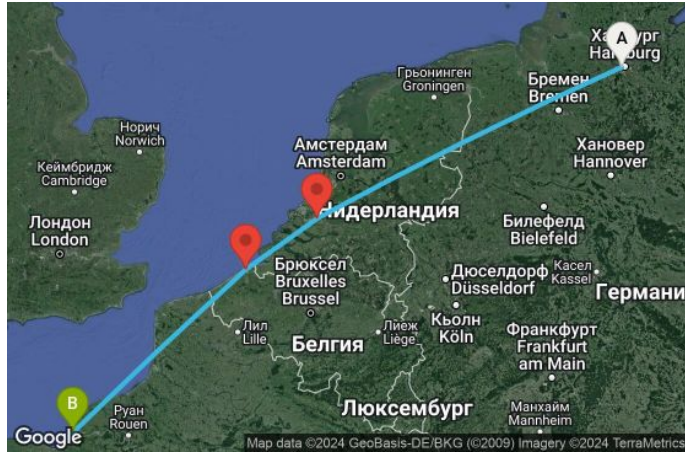 A
Гръонинген
Groningen
Hamburg
Бремен
Bremen
Норич
Norwich
Амстердам
Amsterdam
Хановер
Hannover
Кеймбридж
Cambridge
Нидерландия
Лондон
London
Билефелд
Bielefeld
Брюксел
Bruxelles
Brussel
Дюселдорф
Düsseldorf
Касел
Kassel
Германи
Лил
Lille
Лиеж
Liège
Кьолн
Köln
Белгия
Франкфурт
Frankfurt
am Main
Люксембург
B
Руан
Rouen
Манхайм
Mannheim
Google
Map data ©2024 GeoBasis-DE/BKG (©2009) Imagery ©2024 TerraMetrics